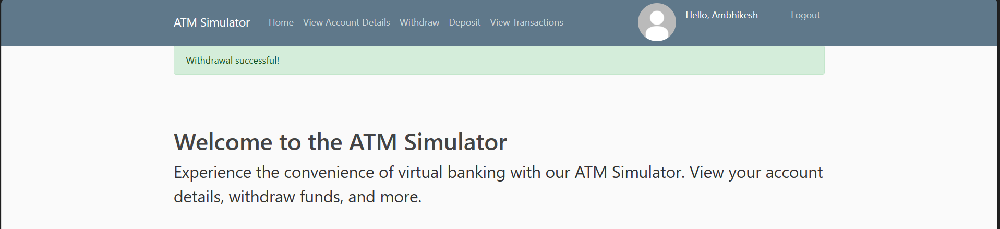 ATM Simulator Home View Account Details Withdraw Deposit View Transactions Hello, Ambhikesh Logout
Withdrawal successful!
Welcome to the ATM Simulator
Experience the convenience of virtual banking with our ATM Simulator. View your account
details, withdraw funds, and more.